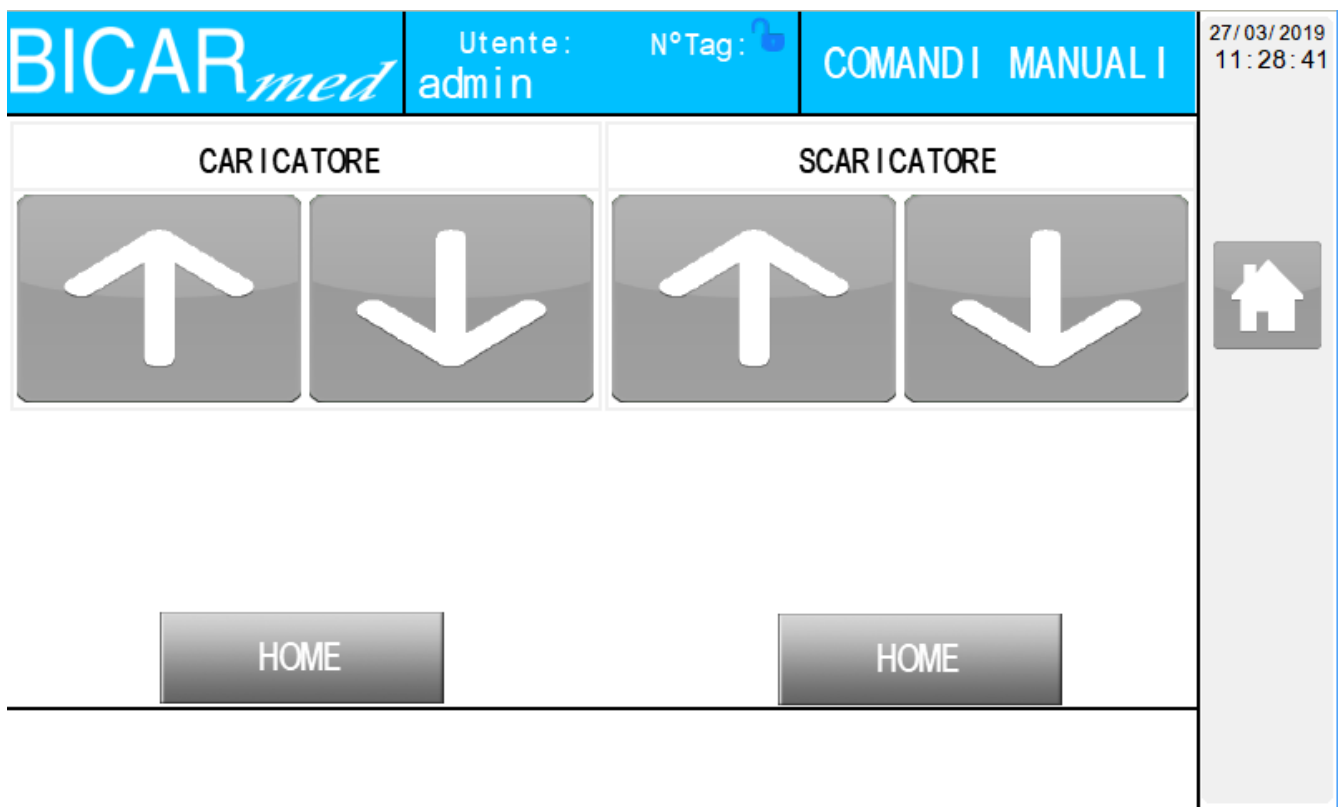 BICARmed
Utente: N°Tag:
admin
COMANDI MANUALI
27/03/2019
11:28:41
CARICATORE
SCARICATORE
HOME
HOME